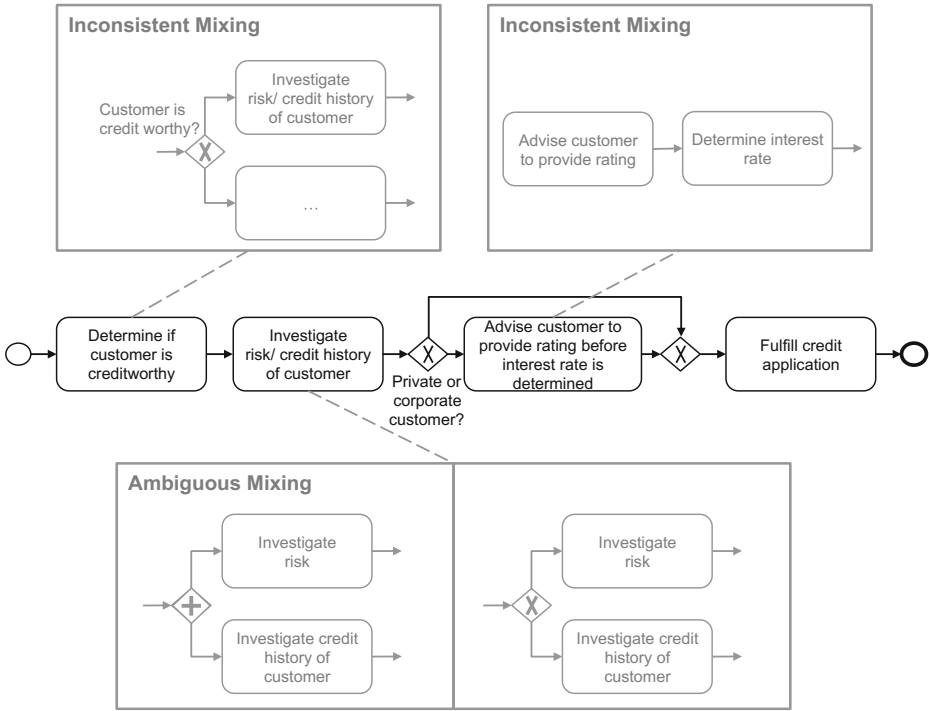 Inconsistent Mixing
Customer is
credit worthy?
Investigate
risk/ credit history
of customer
...
Inconsistent Mixing
Advise customer
to provide rating
Determine interest
rate
Determine if
customer is
creditworthy
Investigate
risk/ credit history
of customer
Private or
corporate
customer?
Advise customer to
provide rating before
interest rate is
determined
Fulfill credit
application
Ambiguous Mixing
Investigate
risk
Investigate credit
history of
customer
Investigate
risk
Investigate credit
history of
customer